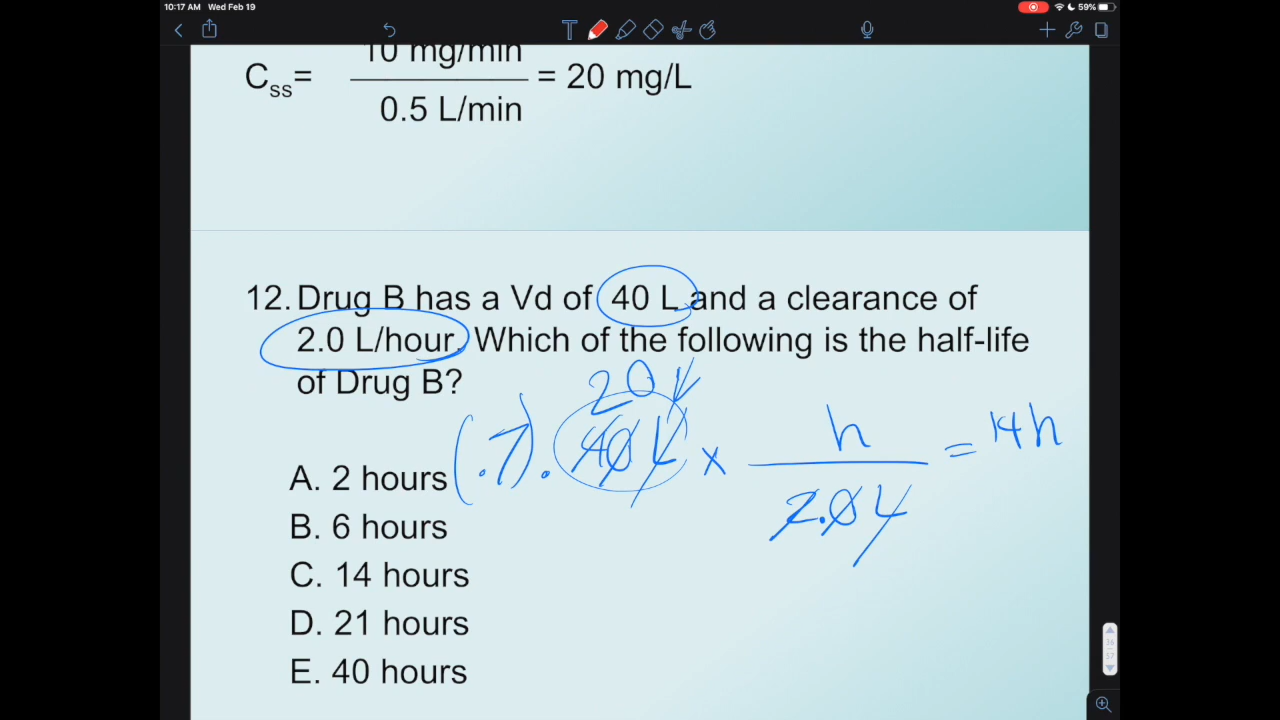 10:17 AM Wed Feb 19
59%
10 mg/min
Css= = 20 mg/L
0.5 L/min
12. Drug B has a Vd of 40 L and a clearance of
2.0 L/hour. Which of the following is the half-life
of Drug B?
20
(.7) . 40 L x h = 14h
2.0 L
A. 2 hours
B. 6 hours
C. 14 hours
D. 21 hours
E. 40 hours
36
57